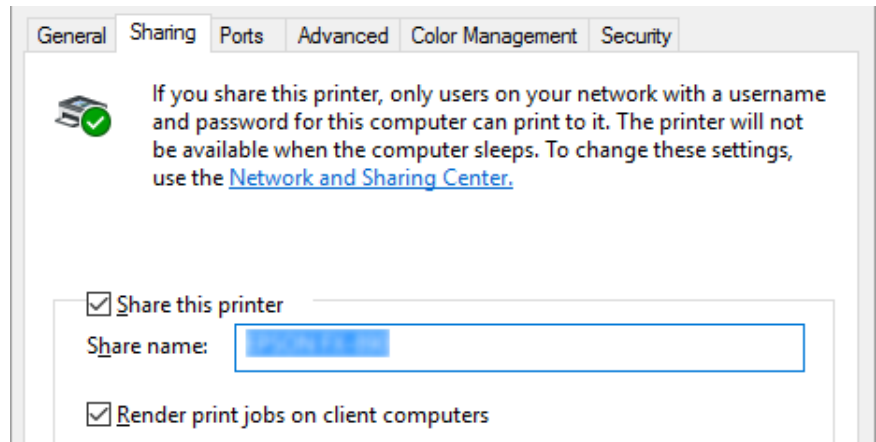 General Sharing Ports Advanced Color Management Security
If you share this printer, only users on your network with a username
and password for this computer can print to it. The printer will not
be available when the computer sleeps. To change these settings,
use the Network and Sharing Center.
Share this printer
Share name:
Render print jobs on client computers